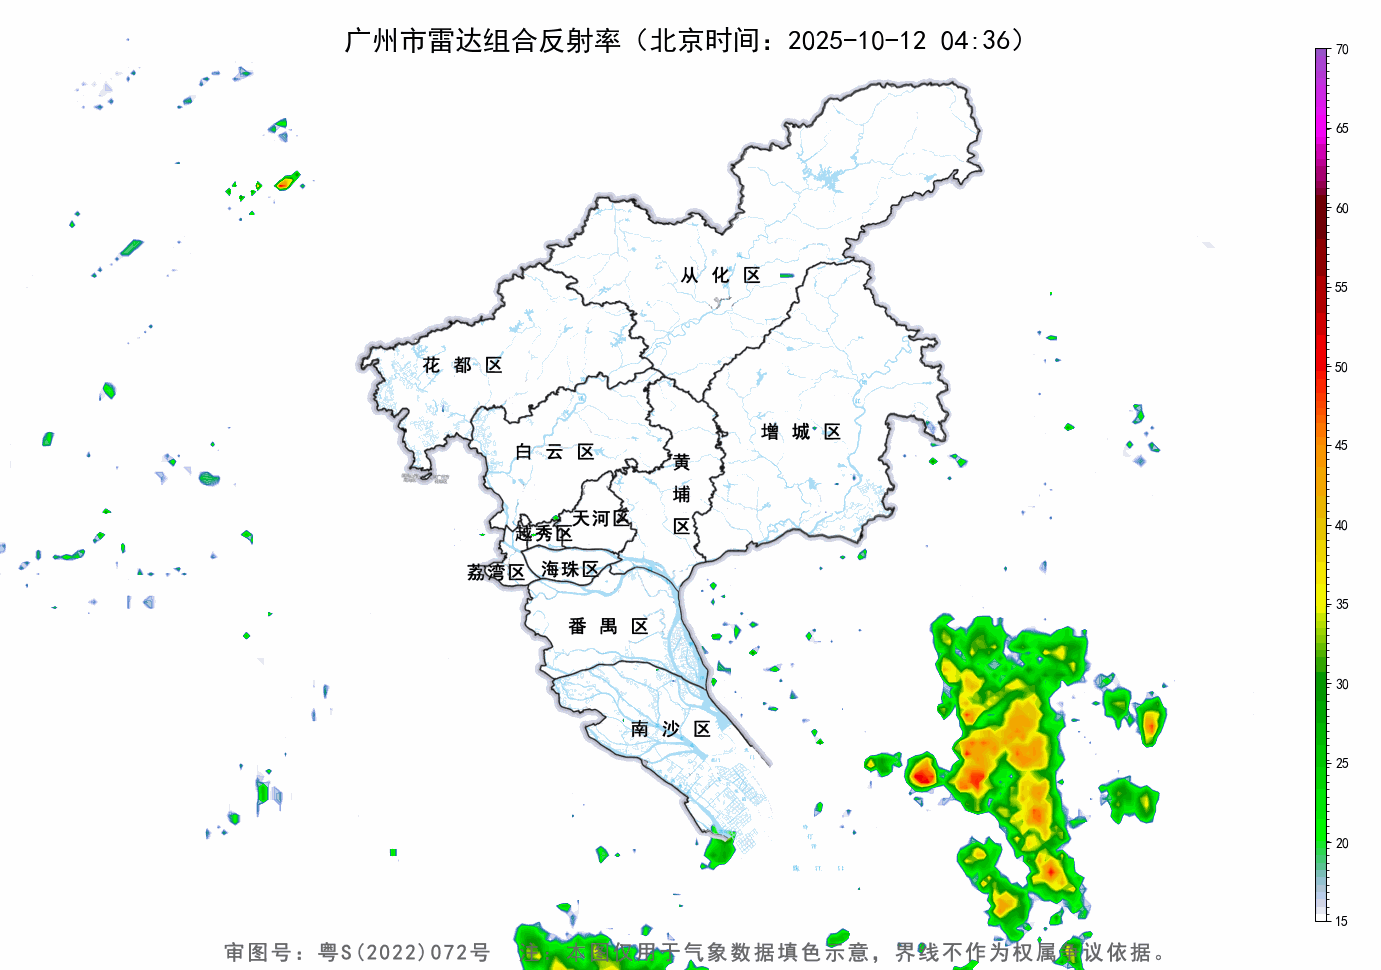 广州市雷达组合反射率（北京时间：2025-10-12 04:36）
70
65
60
55
50
45
40
35
30
25
20
15
从化区
花都区
增城区
白云区
黄埔区
天河区
越秀区
海珠区
荔湾区
番禺区
南沙区
审图号：粤S(2022)072号 注：本图仅用于气象数据填色示意，界线不作为权属争议依据。